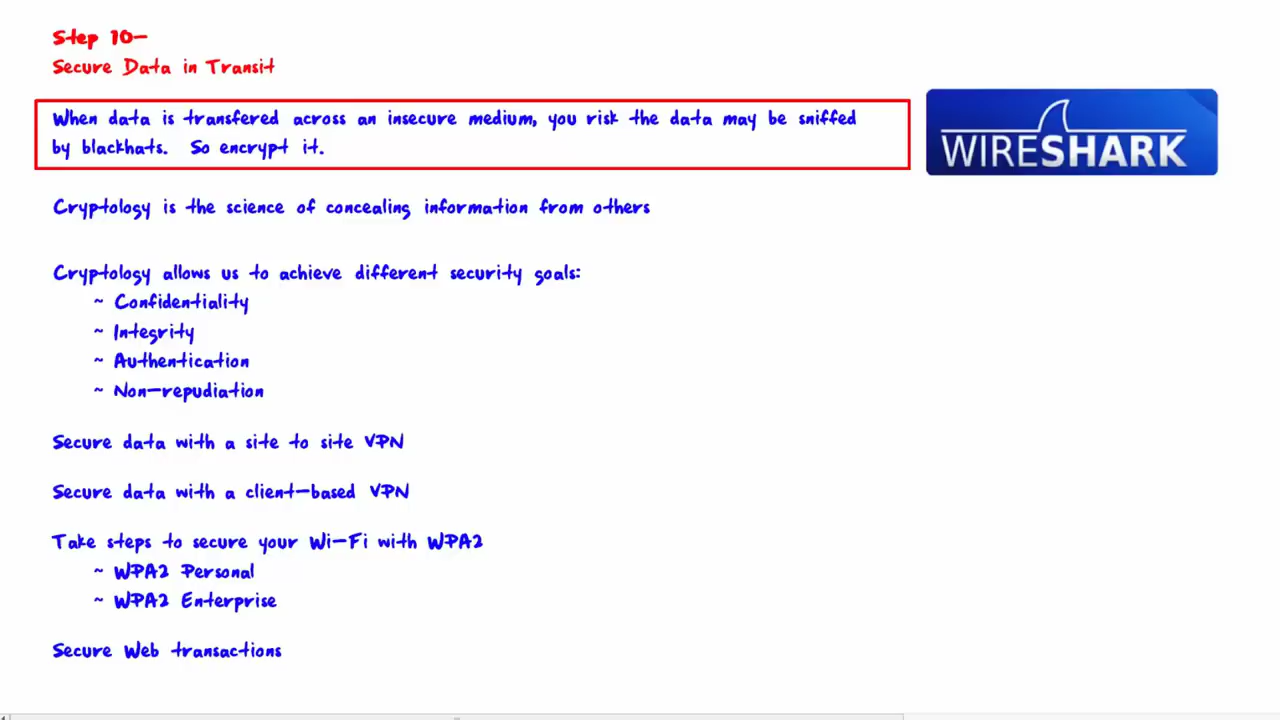 Step 10-
Secure Data in Transit
When data is transfered across an insecure medium, you risk the data may be sniffed
by blackhats. So encrypt it.
WIRESHARK
Cryptology is the science of concealing information from others
Cryptology allows us to achieve different security goals:
~ Confidentiality
~ Integrity
~ Authentication
~ Non-repudiation
Secure data with a site to site VPN
Secure data with a client-based VPN
Take steps to secure your Wi-Fi with WPA2
~ WPA2 Personal
~ WPA2 Enterprise
Secure Web transactions